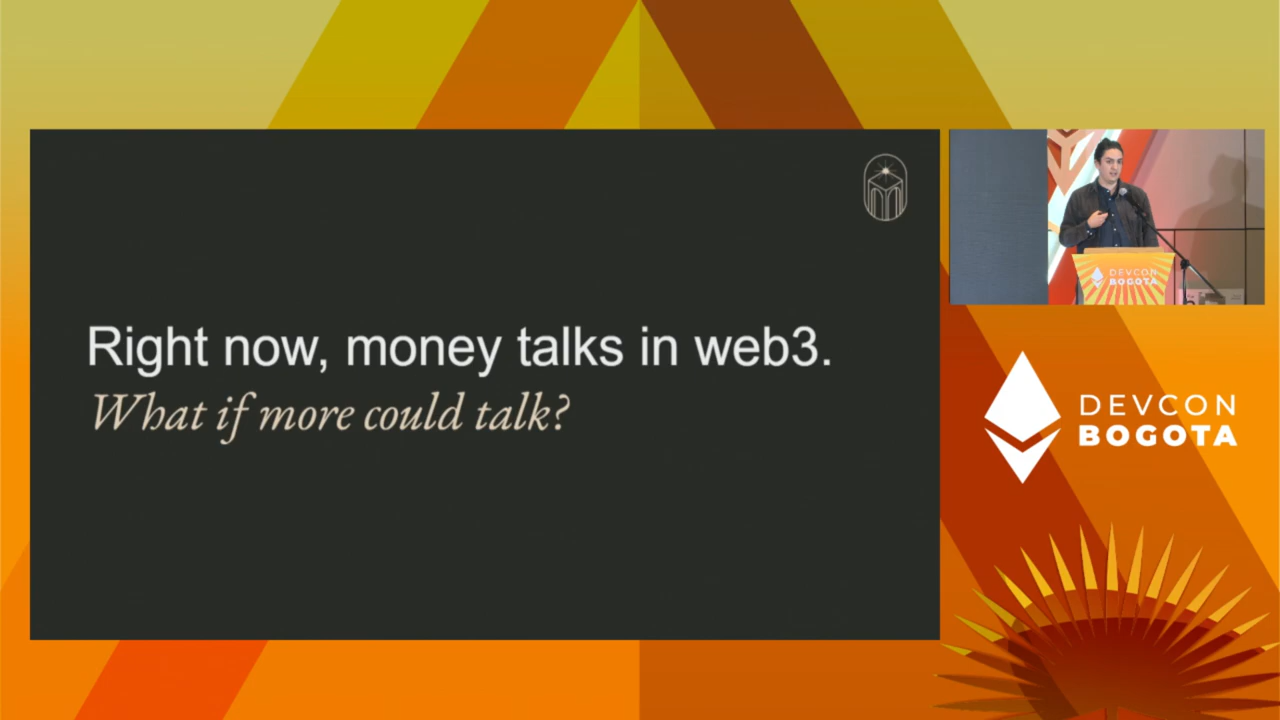 Right now, money talks in web3.
What if more could talk?
DEVCON
BOGOTA
DEVCON
BOGOTA